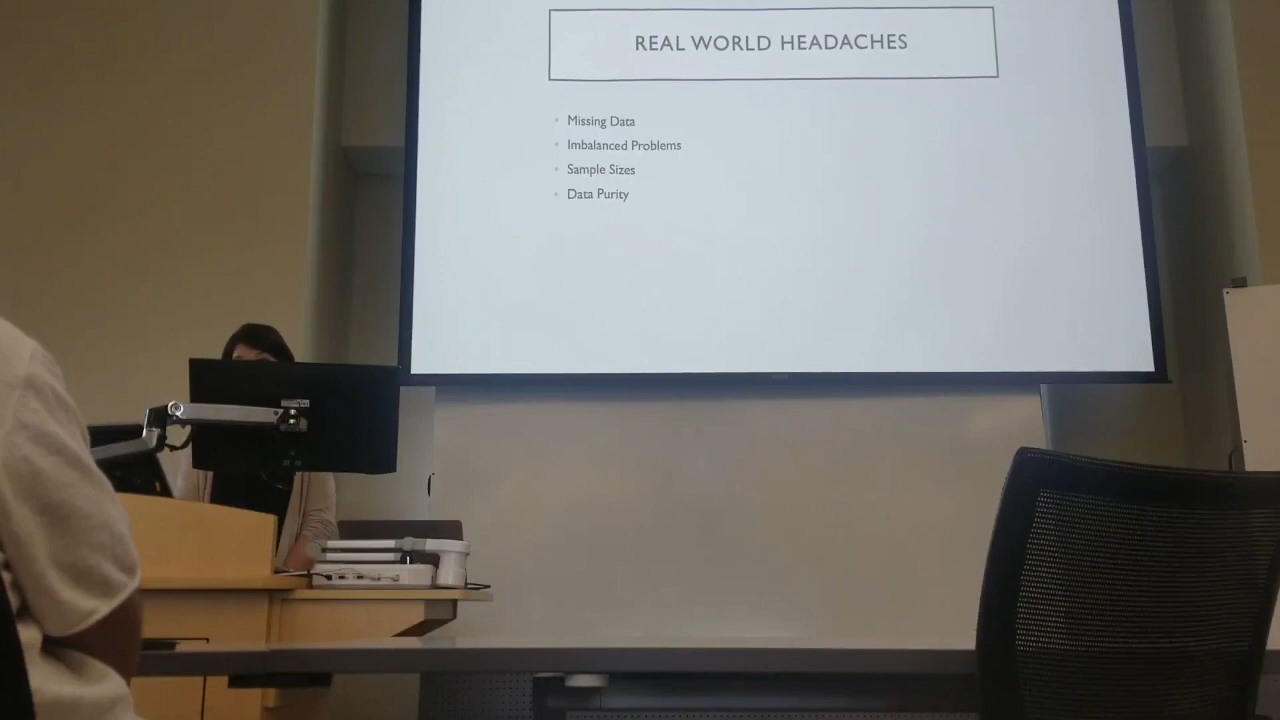 REAL WORLD HEADACHES
Missing Data
Imbalanced Problems
Sample Sizes
Data Purity